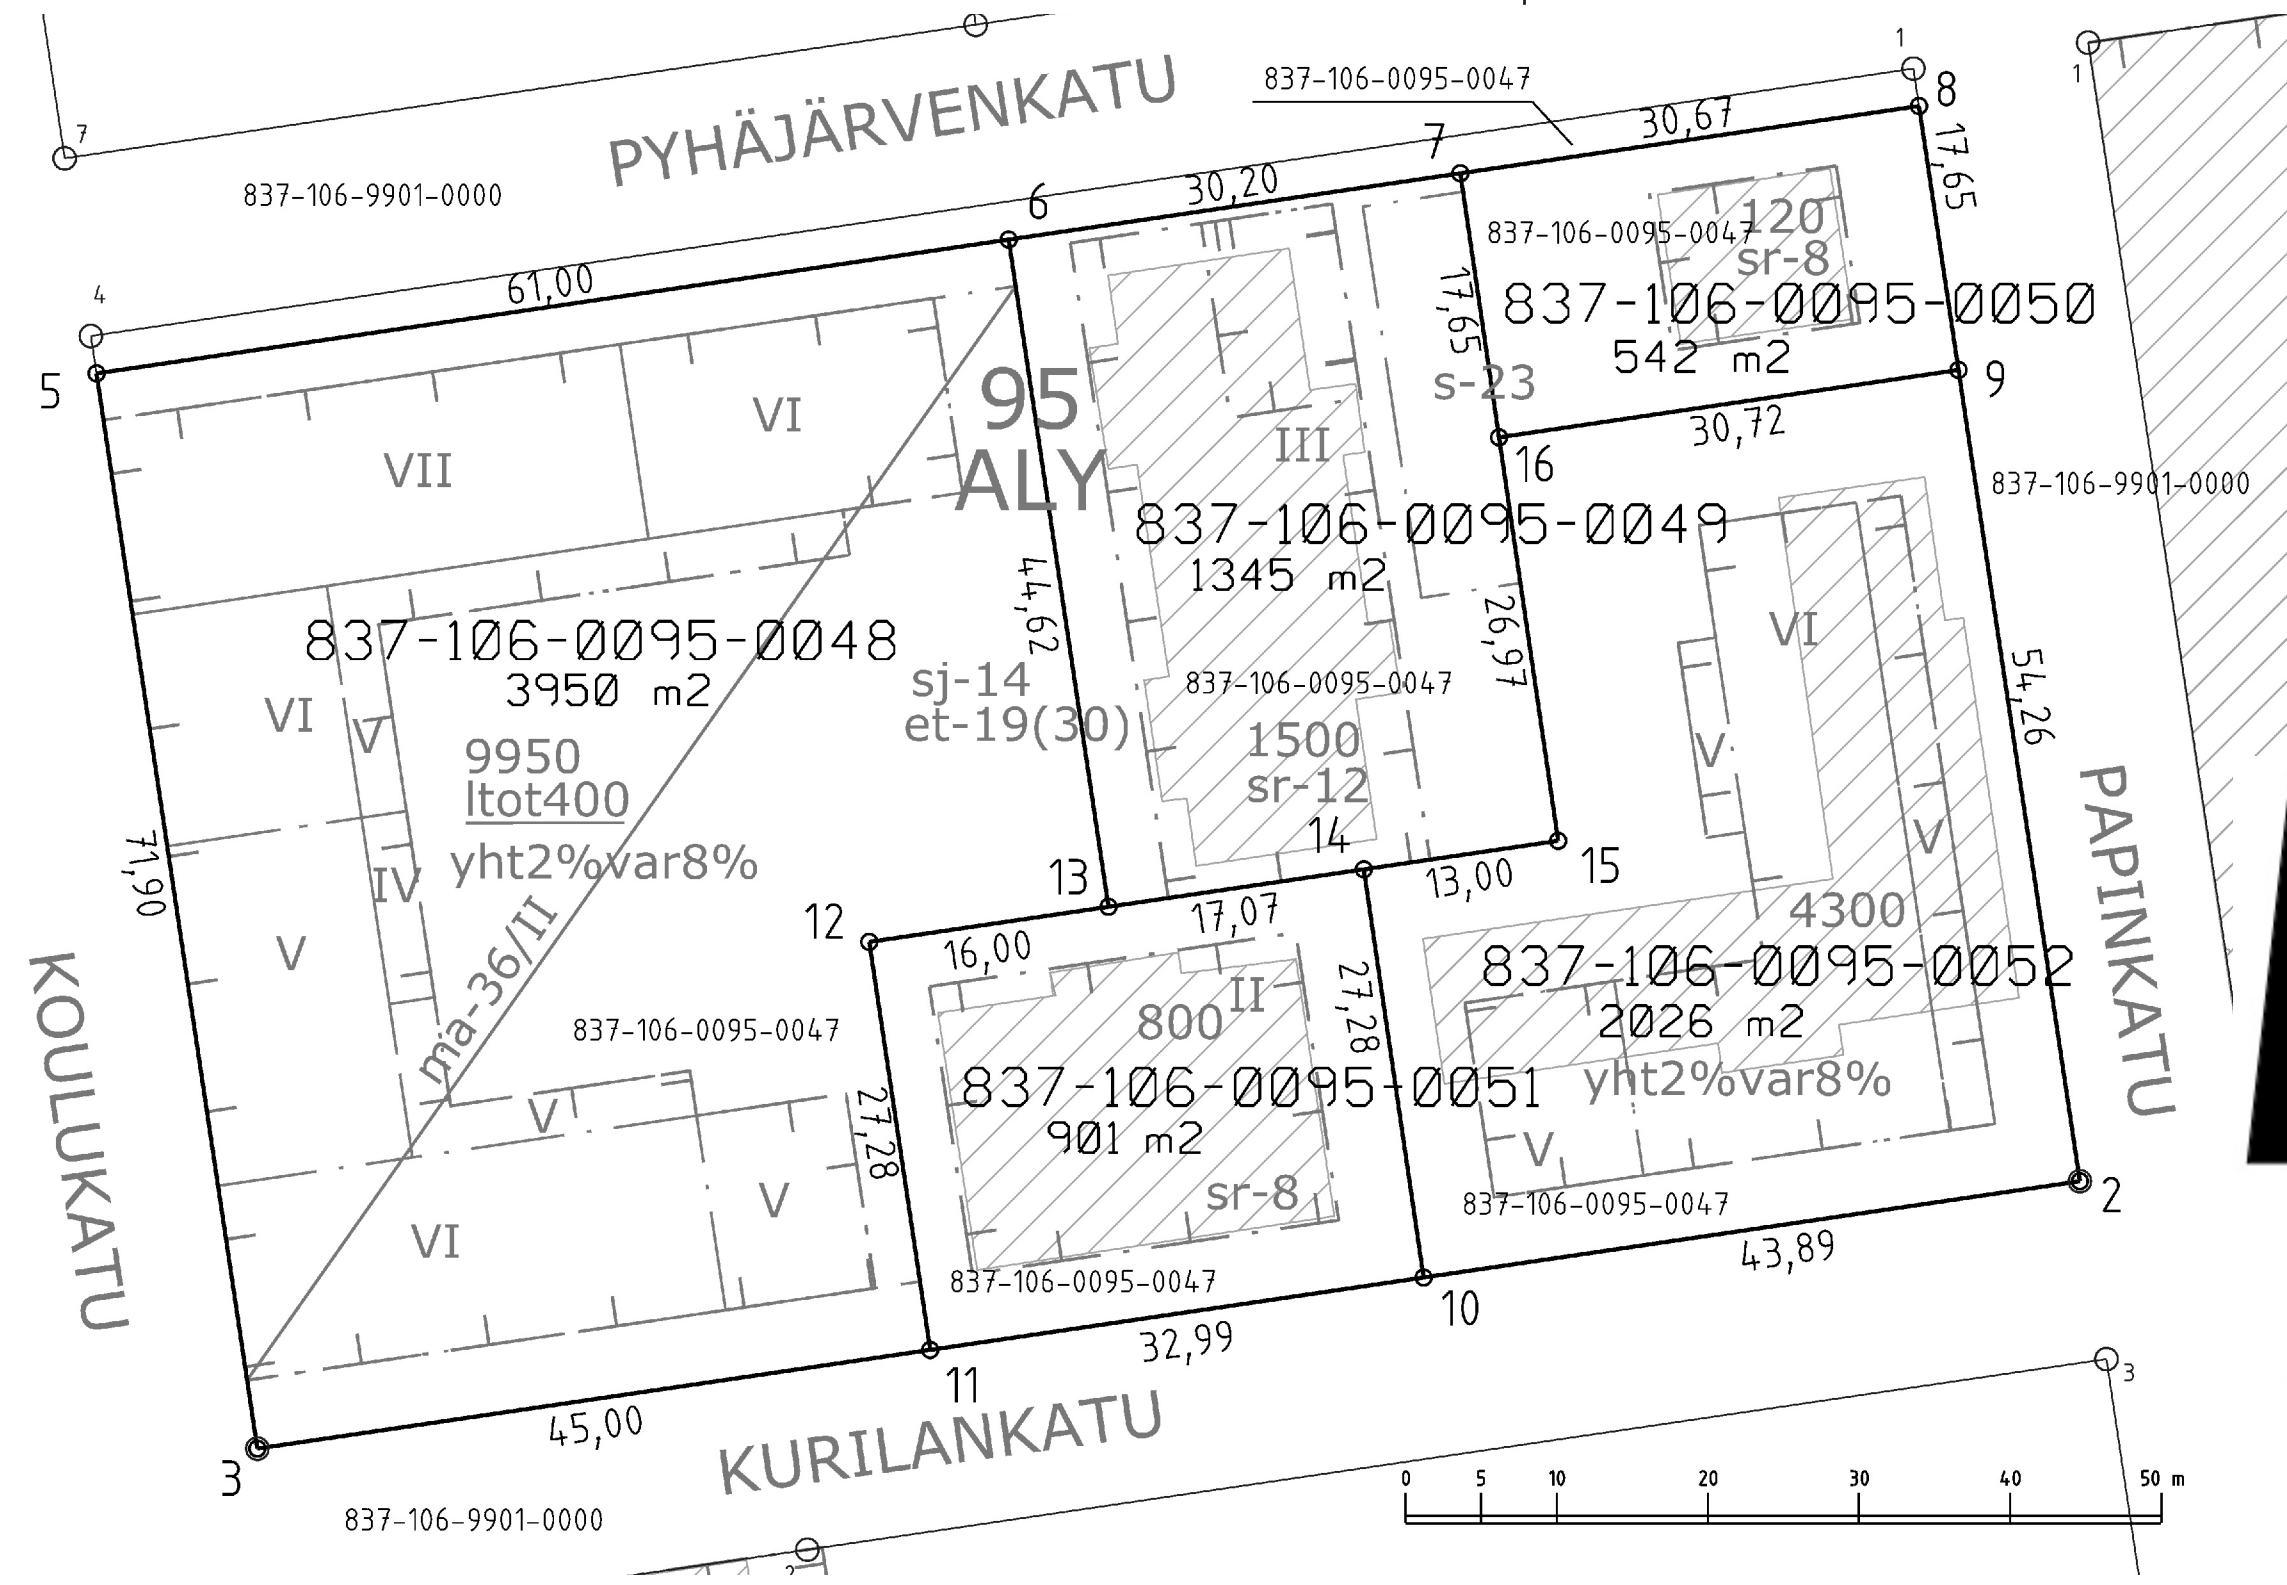 1
837-106-0095-0047
1
8
7
PYHÄJÄRVENKATU
30,67
7
17,65
837-106-9901-0000
30,20
6
837-106-0095-0047
120
sr-8
61,00
4
17,65
837-106-0095-0050
542 m2
5
95
ALY
s-23
9
VI
VII
III
III
30,72
16
837-106-9901-0000
837-106-0095-0049
1345 m2
44,62
26,97
VI
837-106-0095-0048
3950 m2
sj-14
et-19(30)
837-106-0095-0047
54,26
VI
V
9950
ltot400
1500
sr-12
V
yht2%var8%
71,90
14
V
IV
13
13,00
15
PAPINKATU
12
17,07
4300
V
16,00
ma-36/II
837-106-0095-0052
2026 m2
KOULUKATU
II
800
27,28
837-106-0095-0047
yht2%var8%
837-106-0095-0051
901 m2
V
27,28
V
V
sr-8
837-106-0095-0047
2
VI
43,89
837-106-0095-0047
10
32,99
11
3
45,00
KURILANKATU
3
0 5 10 20 30 40 50 m
837-106-9901-0000
2